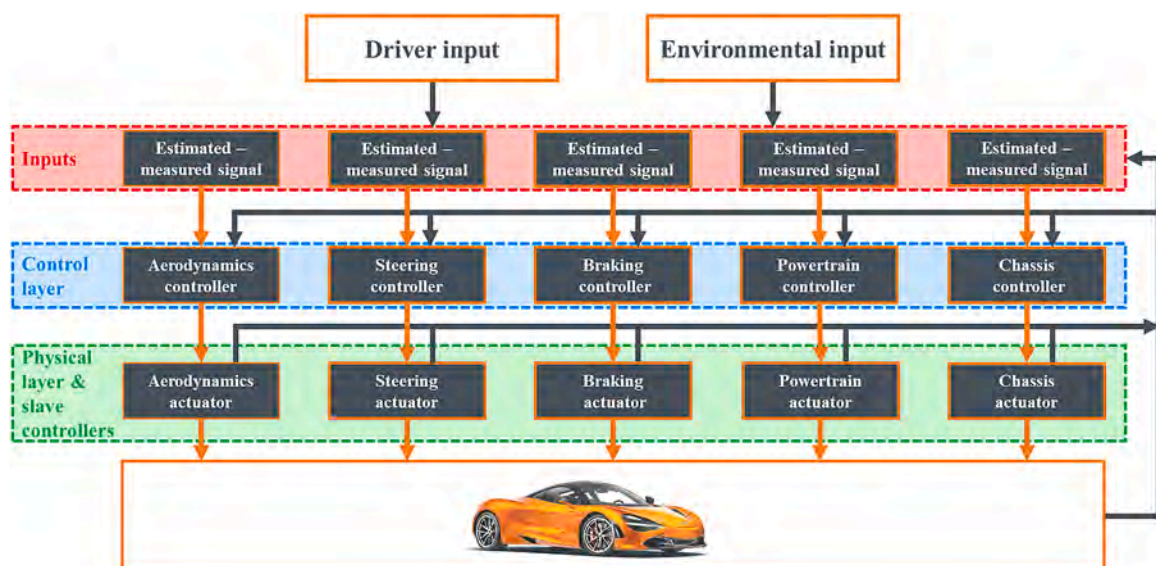 Driver input
Environmental input
Inputs
Estimated –
measured signal
Estimated –
measured signal
Estimated –
measured signal
Estimated –
measured signal
Estimated –
measured signal
Control
layer
Aerodynamics
controller
Steering
controller
Braking
controller
Powertrain
controller
Chassis
controller
Physical
layer &
slave
controllers
Aerodynamics
actuator
Steering
actuator
Braking
actuator
Powertrain
actuator
Chassis
actuator